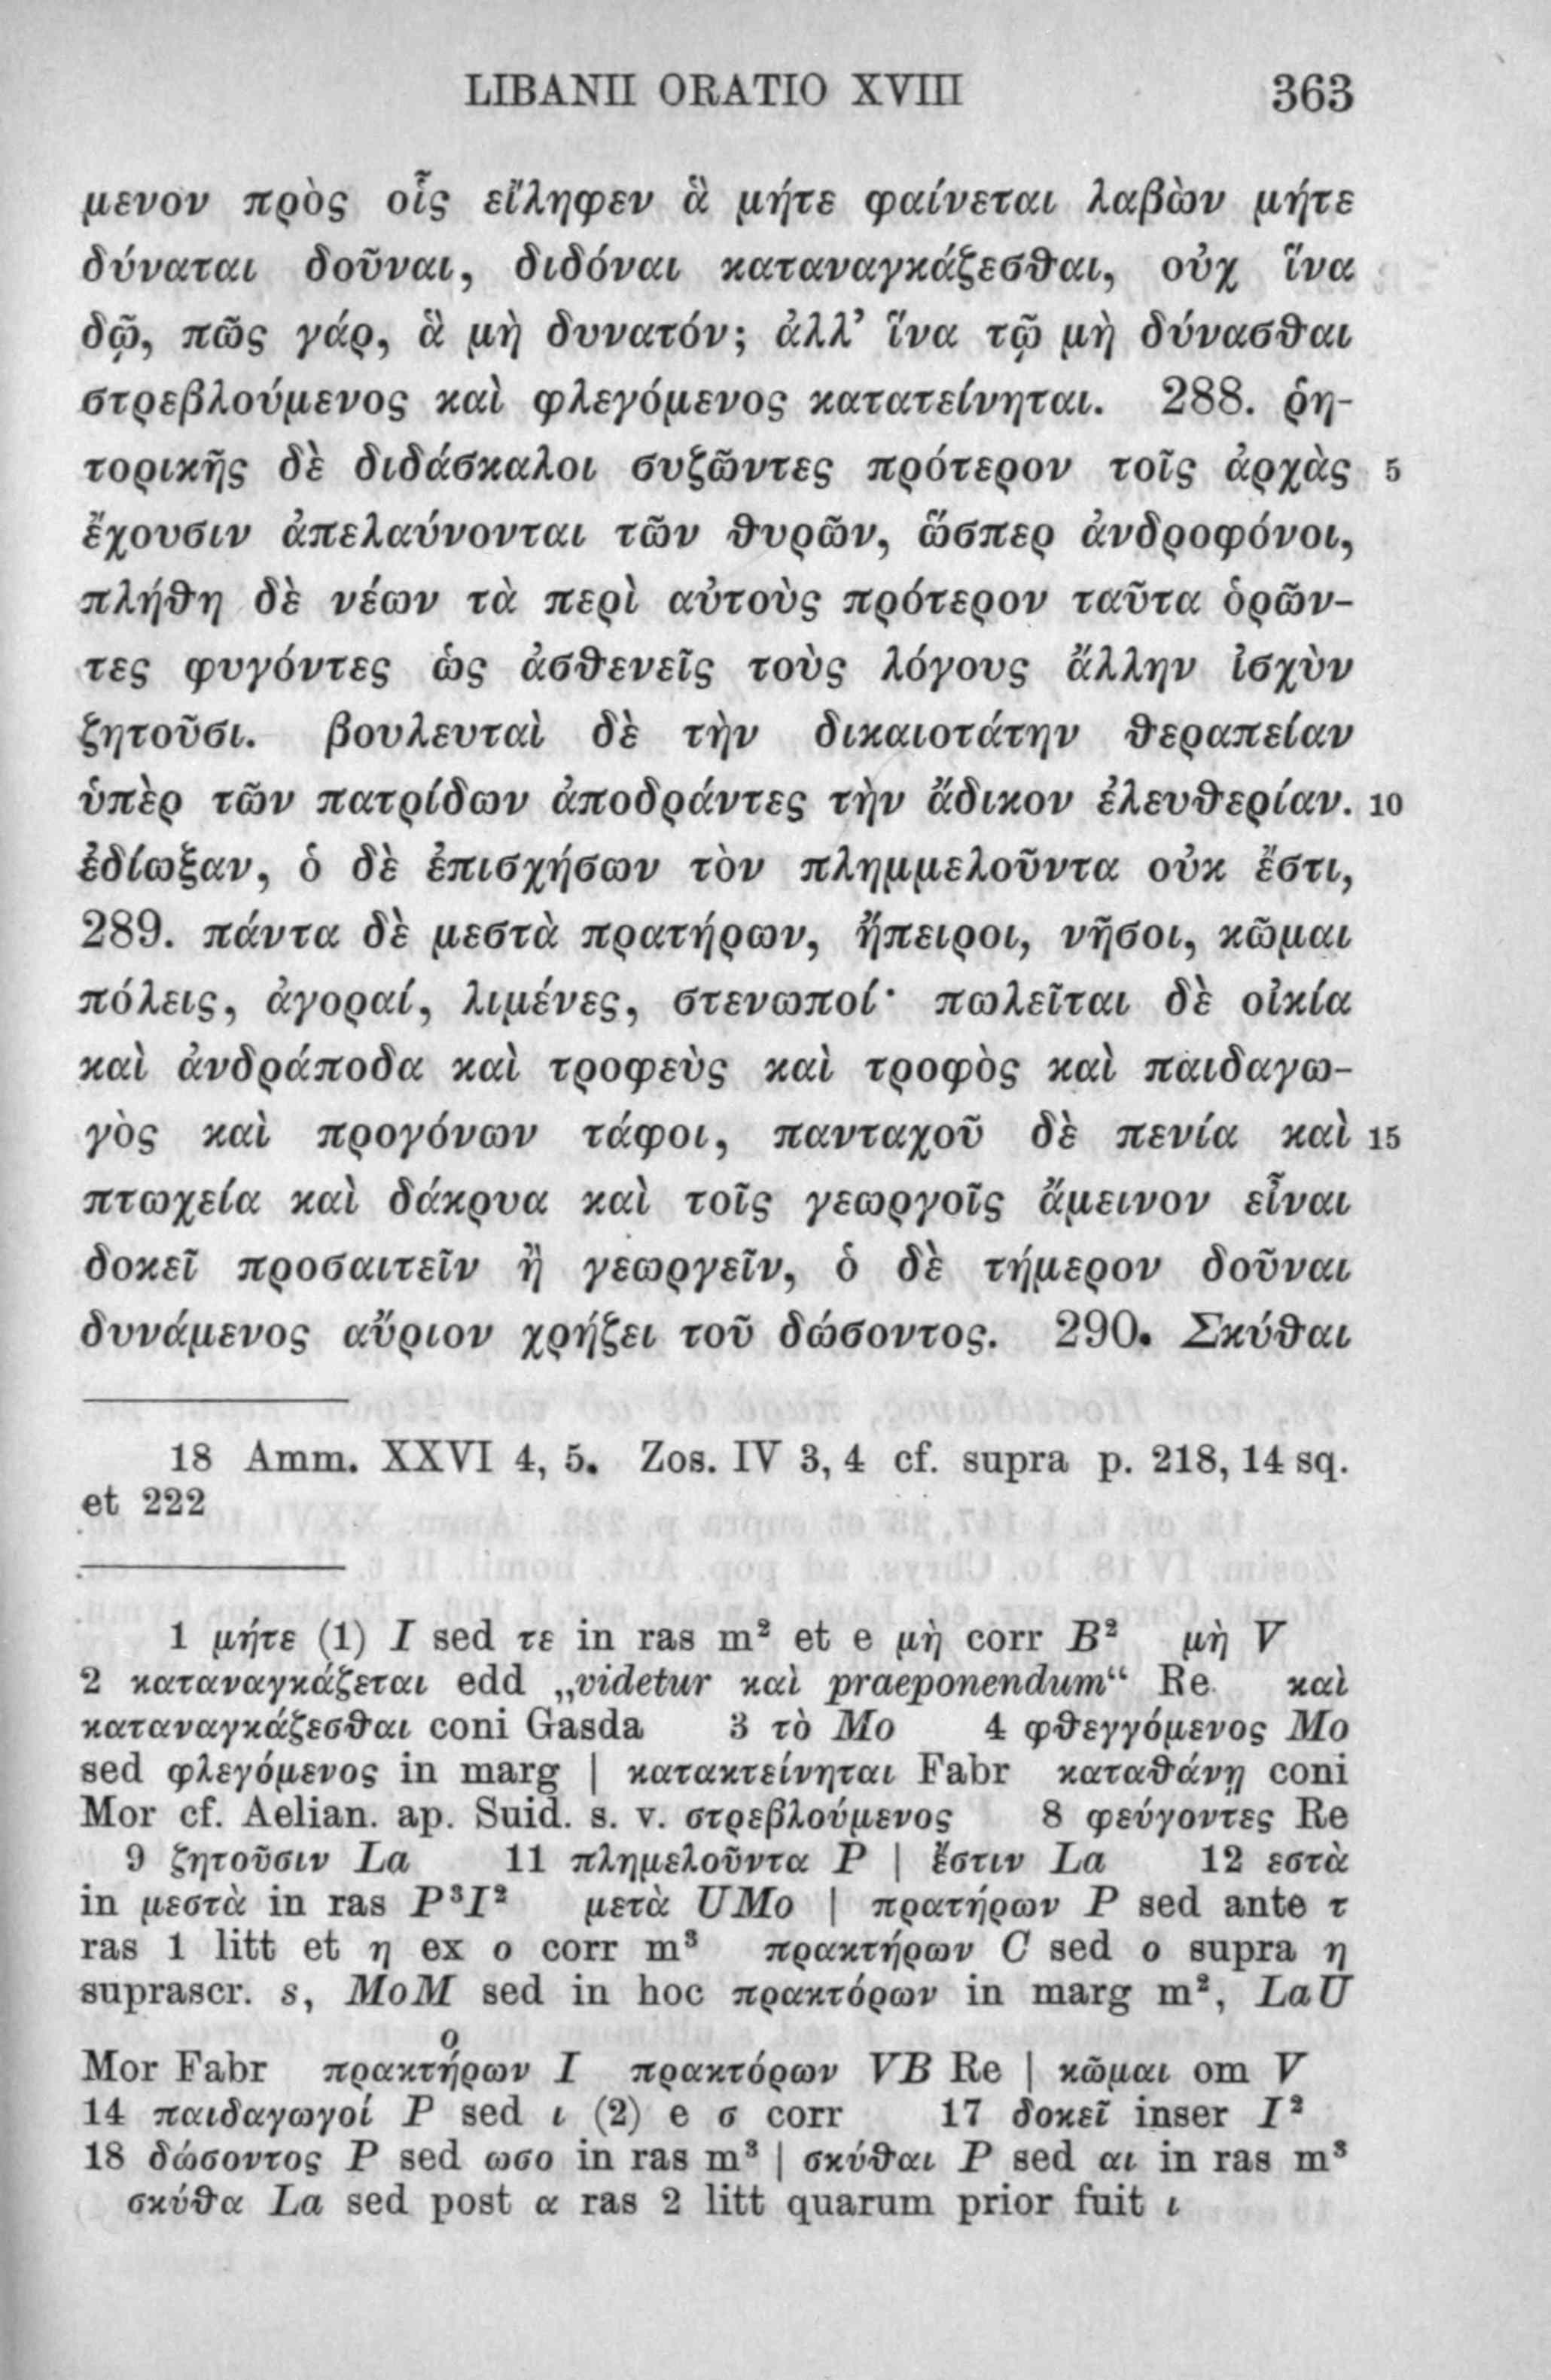 LIBANII ORATIO XVIII 363
μενον πρὸς οἷς εἴληφεν ἃ μήτε φαίνεται λαβὼν μήτε
δύναται δοῦναι, διδόναι καταναγκάζεσθαι, οὐχ ἵνα
δῷ, πῶς γάρ, ἃ μὴ δυνατόν; ἀλλ’ ἵνα τῷ μὴ δύνασθαι
στρεβλούμενος καὶ φλεγόμενος κατατείνηται. 288. ῥη-
τορικῆς δὲ διδάσκαλοι συζῶντες πρότερον τοῖς ἀρχὰς 5
ἔχουσιν ἀπελαύνονται τῶν θυρῶν, ὥσπερ ἀνδροφόνοι,
πλήθη δὲ νέων τὰ περὶ αὐτοὺς πρότερον ταῦτα ὁρῶν-
τες φυγόντες ὡς ἀσθενεῖς τοὺς λόγους ἄλλην ἰσχὺν
ζητοῦσι. βουλευταὶ δὲ τὴν δικαιοτάτην θεραπείαν
ὑπὲρ τῶν πατρίδων ἀποδράντες τὴν ἄδικον ἐλευθερίαν. 10
ἐδίωξαν, ὁ δὲ ἐπισχήσων τὸν πλημμελοῦντα οὐκ ἔστι,
289. πάντα δὲ μεστὰ πρατήρων, ἤπειροι, νῆσοι, κῶμαι
πόλεις, ἀγοραί, λιμένες, στενωποί· πωλεῖται δὲ οἰκία
καὶ ἀνδράποδα καὶ τροφεὺς καὶ τροφὸς καὶ παιδαγω-
γὸς καὶ προγόνων τάφοι, πανταχοῦ δὲ πενία καὶ 15
πτωχεία καὶ δάκρυα καὶ τοῖς γεωργοῖς ἄμεινον εἶναι
δοκεῖ προσαιτεῖν ἢ γεωργεῖν, ὁ δὲ τήμερον δοῦναι
δυνάμενος αὔριον χρῄζει τοῦ δώσοντος. 290. Σκύθαι
18 Amm. XXVI 4, 5. Zos. IV 3, 4 cf. supra p. 218, 14 sq.
et 222
1 μήτε (1) I sed τε in ras m² et e μὴ corr B² μὴ V
2 καταναγκάζεται edd „videtur καὶ praeponendum“ Re καὶ
καταναγκάζεσθαι coni Gasda 3 τὸ Mo 4 φθεγγόμενος Mo
sed φλεγόμενος in marg | κατακτείνηται Fabr καταθάνῃ coni
Mor cf. Aelian. ap. Suid. s. v. στρεβλούμενος 8 φεύγοντες Re
9 ζητοῦσιν La 11 πλημελοῦντα P | ἔστιν La 12 εστὰ
in μεστὰ in ras P³I² μετὰ UMo | πρατήρων P sed ante τ
ras 1 litt et η ex ο corr m³ πρακτήρων C sed ο supra η
suprascr. s, MoM sed in hoc πρακτόρων in marg m², LaU
ο
Mor Fabr πρακτήρων I πρακτόρων VB Re | κῶμαι om V
14 παιδαγωγοί P sed ι (2) e σ corr 17 δοκεῖ inser I²
18 δώσοντος P sed ωσο in ras m³ | σκύθαι P sed αι in ras m³
σκύθα La sed post α ras 2 litt quarum prior fuit ι